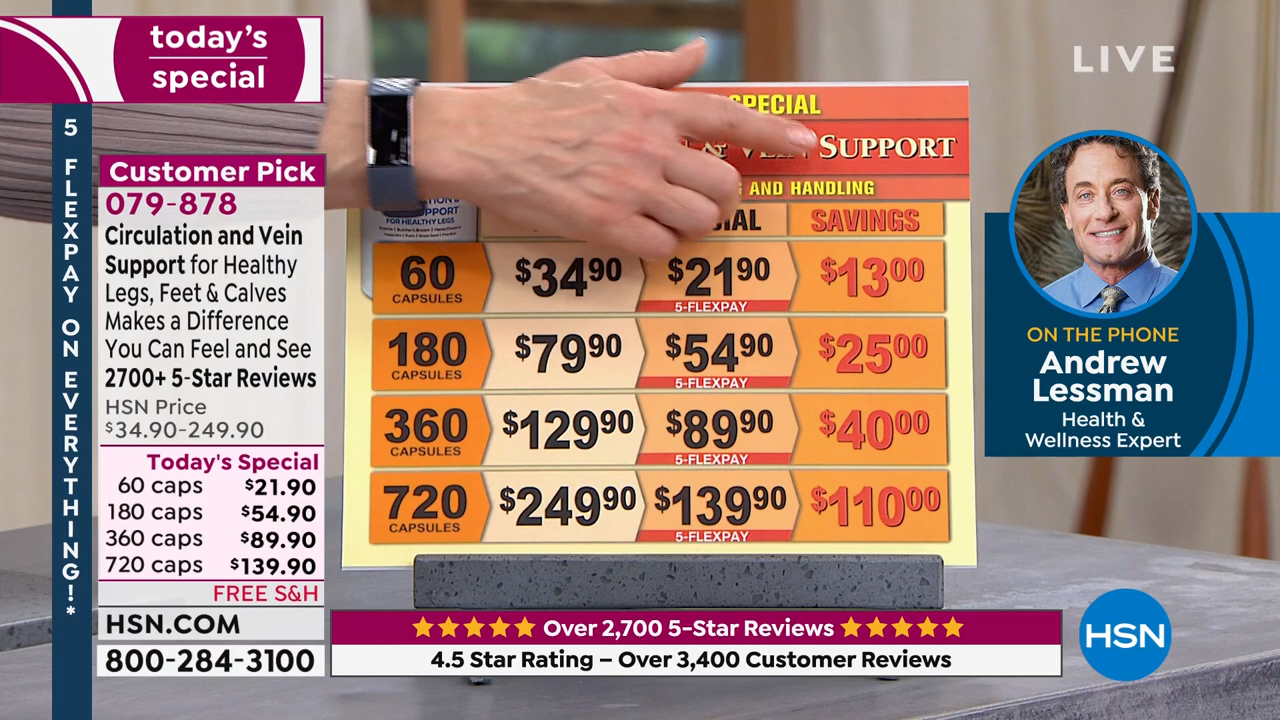 today's
special
5 FLEXPAY ON EVERYTHING!*
Customer Pick
079-878
Circulation and Vein
Support for Healthy
Legs, Feet & Calves
Makes a Difference
You Can Feel and See
2700+ 5-Star Reviews
HSN Price
$34.90-249.90
Today's Special
60 caps $21.90
180 caps $54.90
360 caps $89.90
720 caps $139.90
FREE S&H
HSN.COM
800-284-3100
SPECIAL
& VEIN SUPPORT
AND HANDLING
SUPPORT
FOR HEALTHY LEGS
SAVINGS
60 CAPSULES $34.90 $21.90 $13.00
5-FLEXPAY
180 CAPSULES $79.90 $54.90 $25.00
5-FLEXPAY
360 CAPSULES $129.90 $89.90 $40.00
5-FLEXPAY
720 CAPSULES $249.90 $139.90 $110.00
5-FLEXPAY
Over 2,700 5-Star Reviews
4.5 Star Rating – Over 3,400 Customer Reviews
LIVE
ON THE PHONE
Andrew
Lessman
Health &
Wellness Expert
HSN